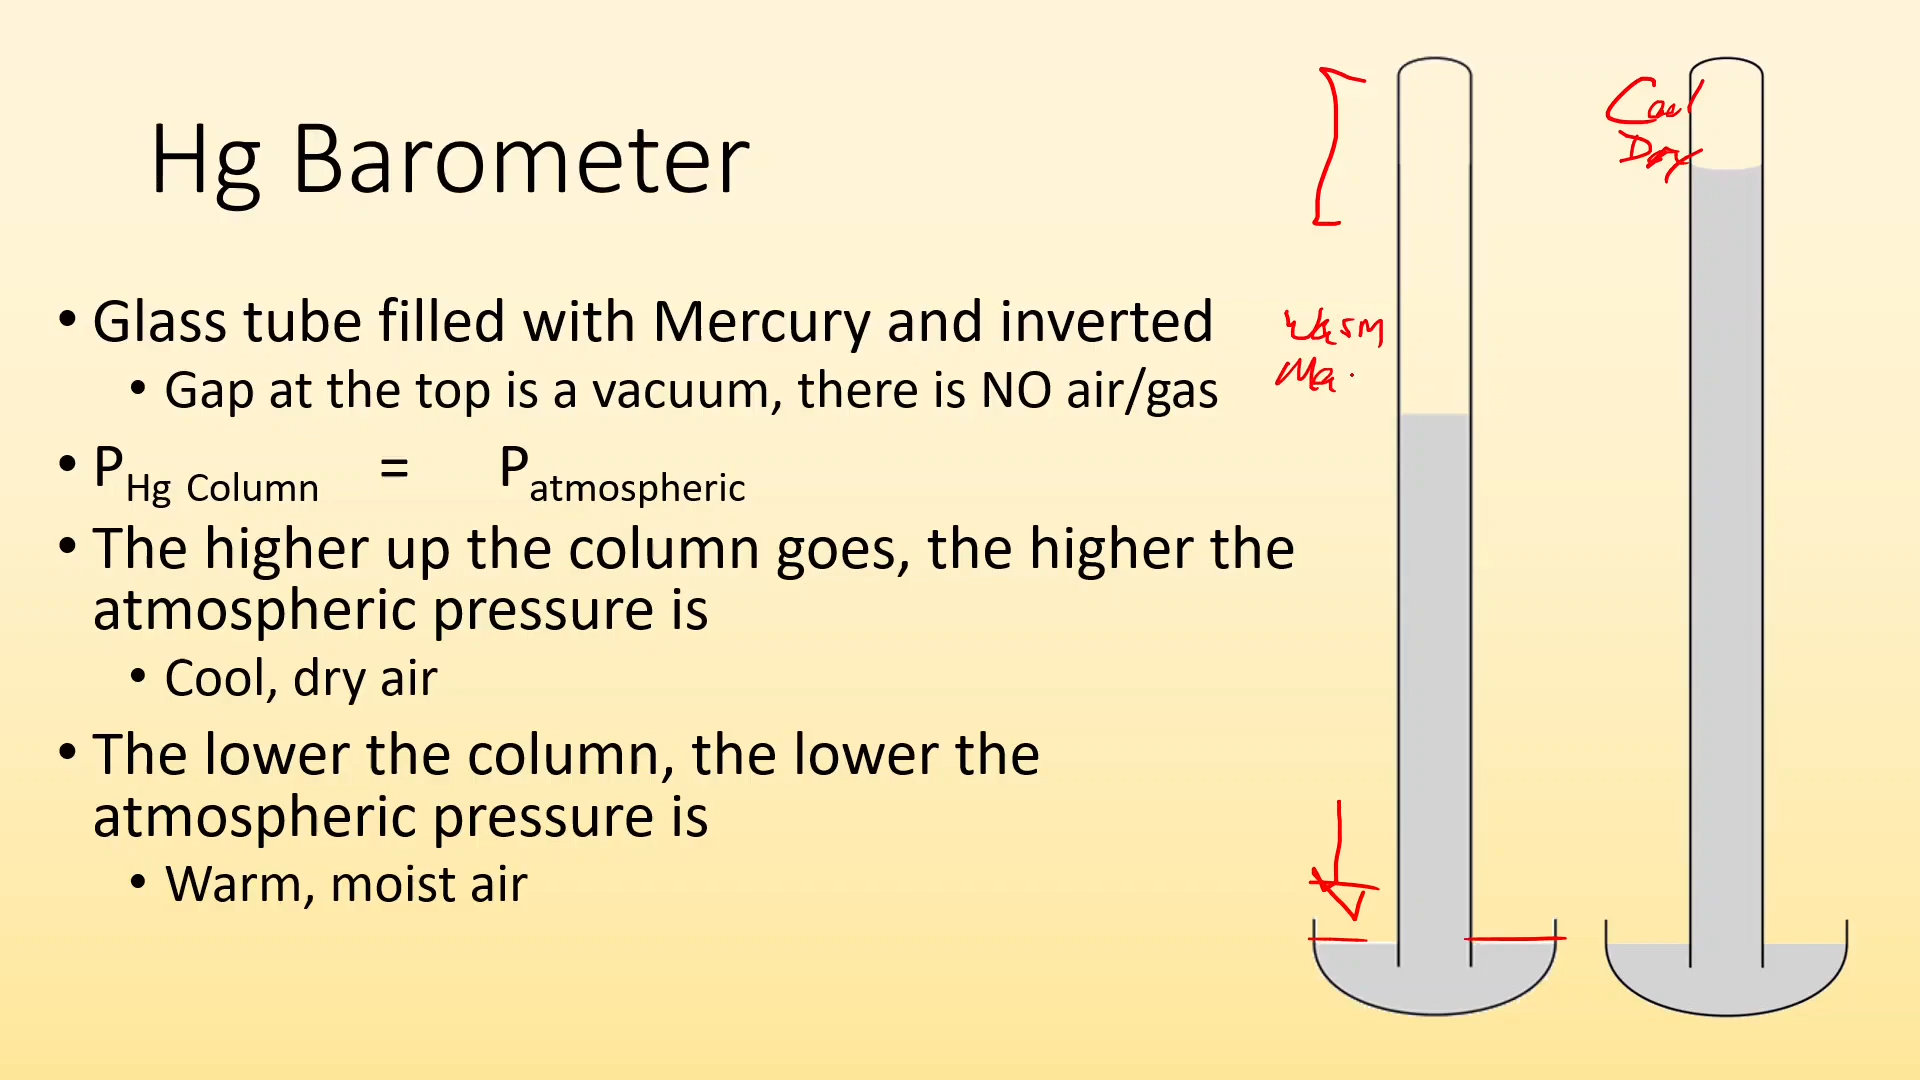 Hg Barometer
• Glass tube filled with Mercury and inverted
• Gap at the top is a vacuum, there is NO air/gas
• P Hg Column = P atmospheric
• The higher up the column goes, the higher the
atmospheric pressure is
• Cool, dry air
• The lower the column, the lower the
atmospheric pressure is
• Warm, moist air
Warm
Cool
Dry